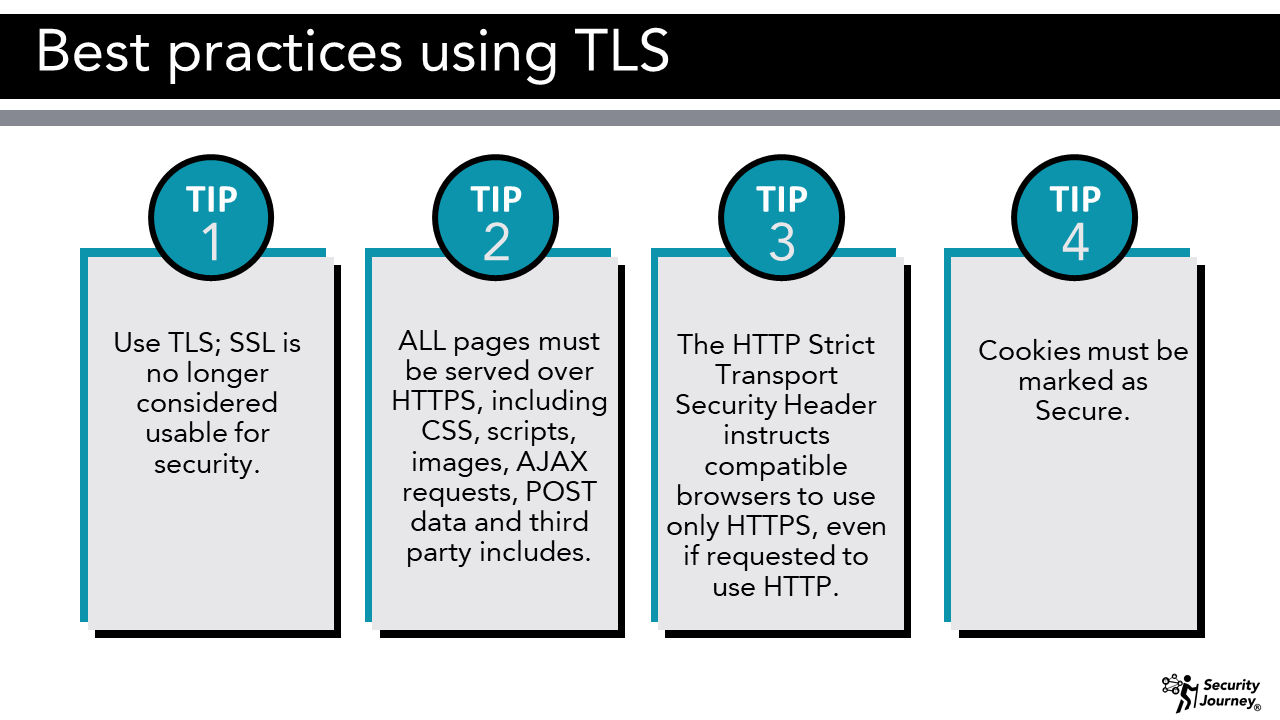 Best practices using TLS
TIP
1
Use TLS; SSL is
no longer
considered
usable for
security.
TIP
2
ALL pages must
be served over
HTTPS, including
CSS, scripts,
images, AJAX
requests, POST
data and third
party includes.
TIP
3
The HTTP Strict
Transport
Security Header
instructs
compatible
browsers to use
only HTTPS, even
if requested to
use HTTP.
TIP
4
Cookies must be
marked as
Secure.
Security
Journey®